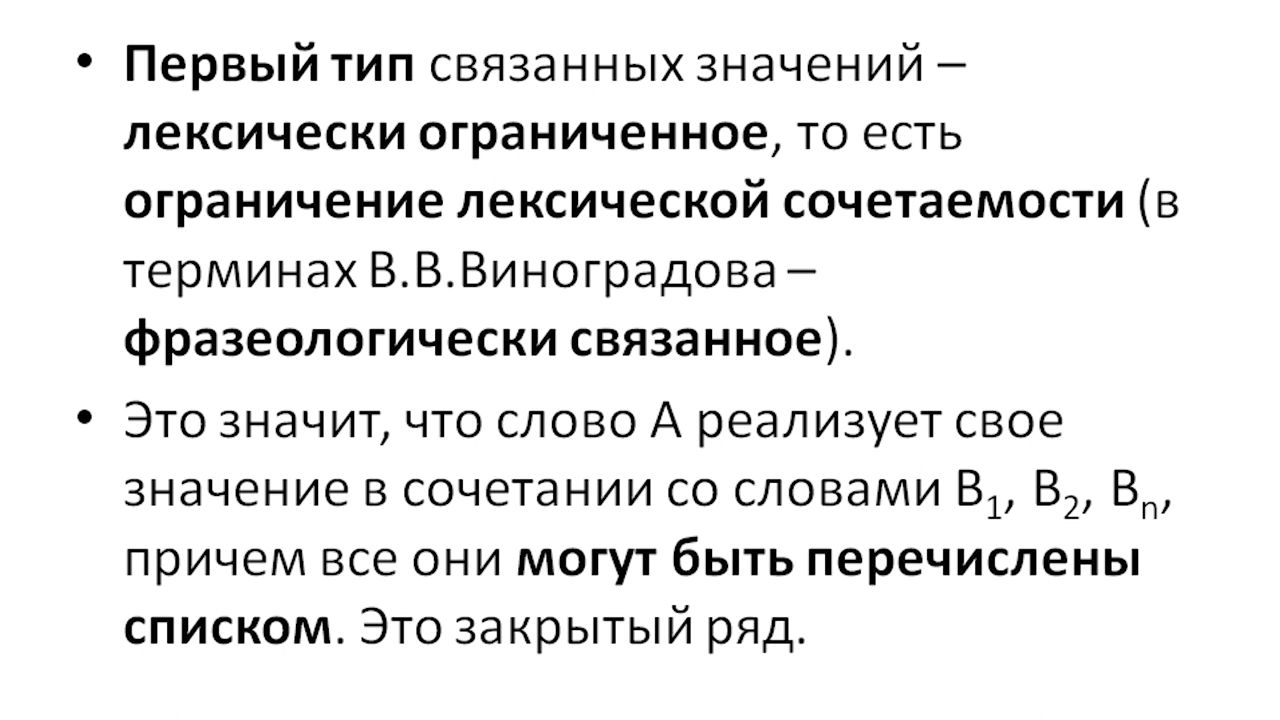 • Первый тип связанных значений –
лексически ограниченное, то есть
ограничение лексической сочетаемости (в
терминах В.В.Виноградова –
фразеологически связанное).
• Это значит, что слово А реализует свое
значение в сочетании со словами В₁, В₂, Вₙ,
причем все они могут быть перечислены
списком. Это закрытый ряд.